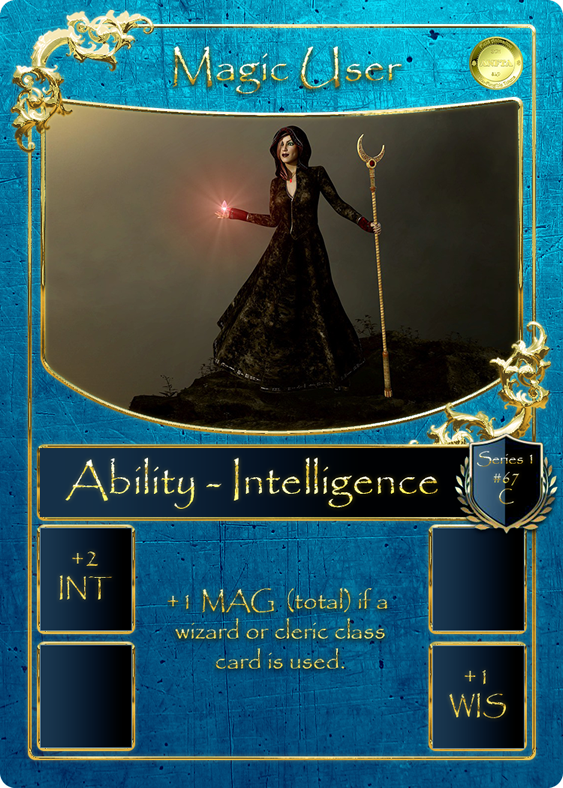 Magic User
Ability - Intelligence
Series 1
#67
C
+2
INT
+1 MAG (total) if a
wizard or cleric class
card is used.
+1
WIS